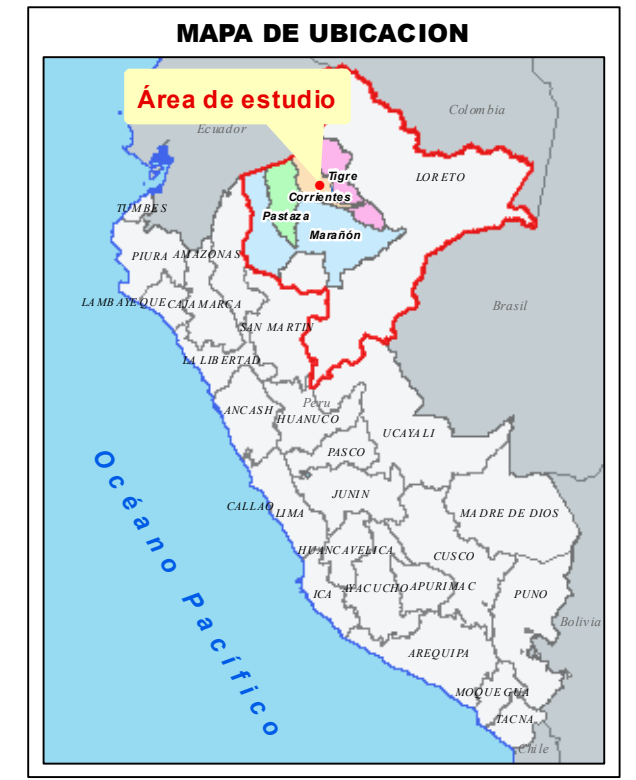 MAPA DE UBICACION
Área de estudio
Colombia
Ecuador
Tigre
LORETO
Corrientes
TUMBES
Pastaza
Marañón
PIURA
AMAZONAS
LAMBAYEQUE
CAJAMARCA
Brasil
SAN MARTIN
LA LIBERTAD
Peru
ANCASH
HUANUCO
UCAYALI
PASCO
Océano Pacífico
JUNIN
CALLAO
LIMA
MADRE DE DIOS
HUANCAVELICA
CUSCO
ICA
AYACUCHO
APURIMAC
PUNO
Bolivia
AREQUIPA
MOQUEGUA
TACNA
Chile